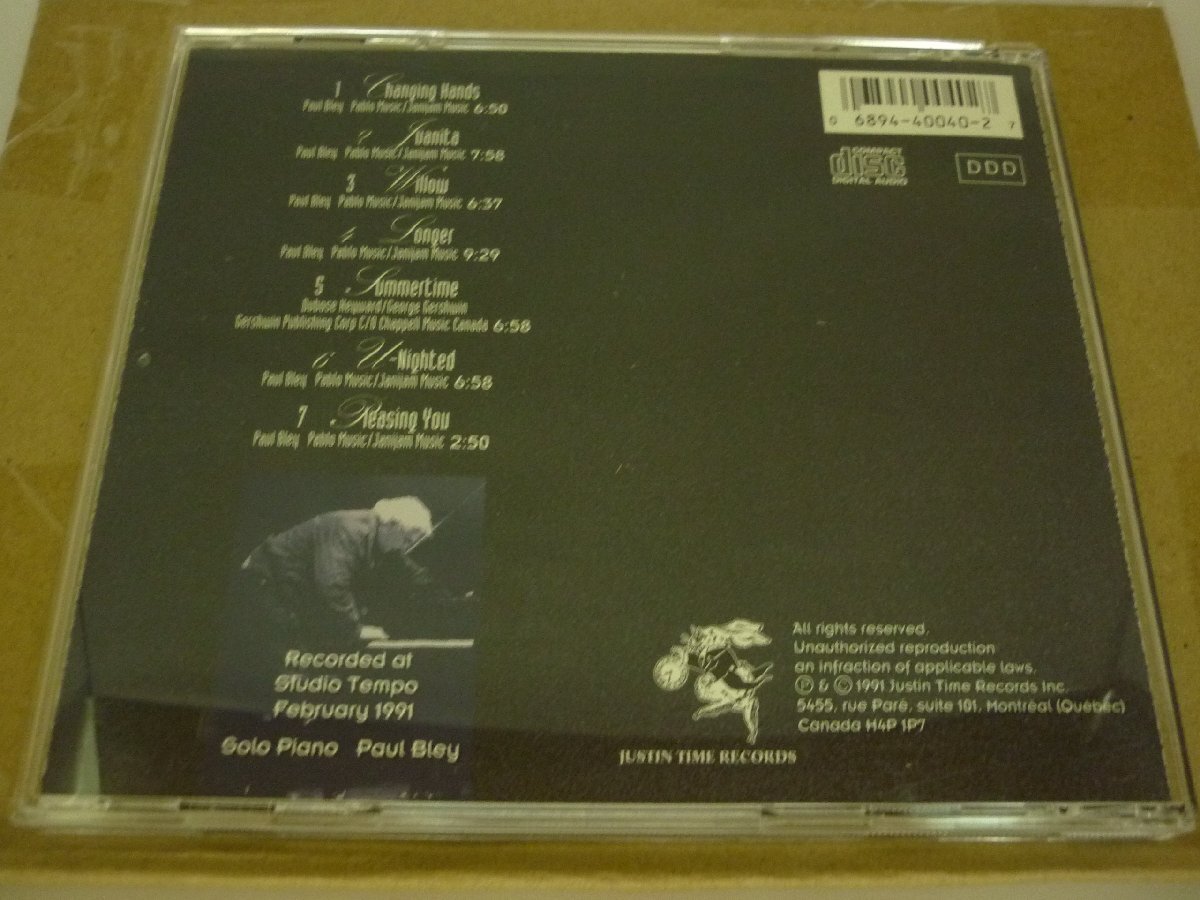 1 Changing Hands
Paul Bley Pablo Music/Janijam Music 6:50
2 Juanita
Paul Bley Pablo Music/Janijam Music 7:58
3 Willow
Paul Bley Pablo Music/Janijam Music 6:37
4 Longer
Paul Bley Pablo Music/Janijam Music 9:29
5 Summertime
Dubose Heyward/George Gershwin
Gershwin Publishing Corp C/O Chappell Music Canada 6:58
6 U-Nighted
Paul Bley Pablo Music/Janijam Music 6:58
7 Pleasing You
Paul Bley Pablo Music/Janijam Music 2:50
Recorded at
Studio Tempo
February 1991
Solo Piano Paul Bley
0 6894-40040-2 7
COMPACT
disc
DIGITAL AUDIO
DDD
JUSTIN TIME RECORDS
All rights reserved.
Unauthorized reproduction
an infraction of applicable laws.
℗ & © 1991 Justin Time Records Inc.
5455, rue Paré, suite 101, Montréal (Québec)
Canada H4P 1P7